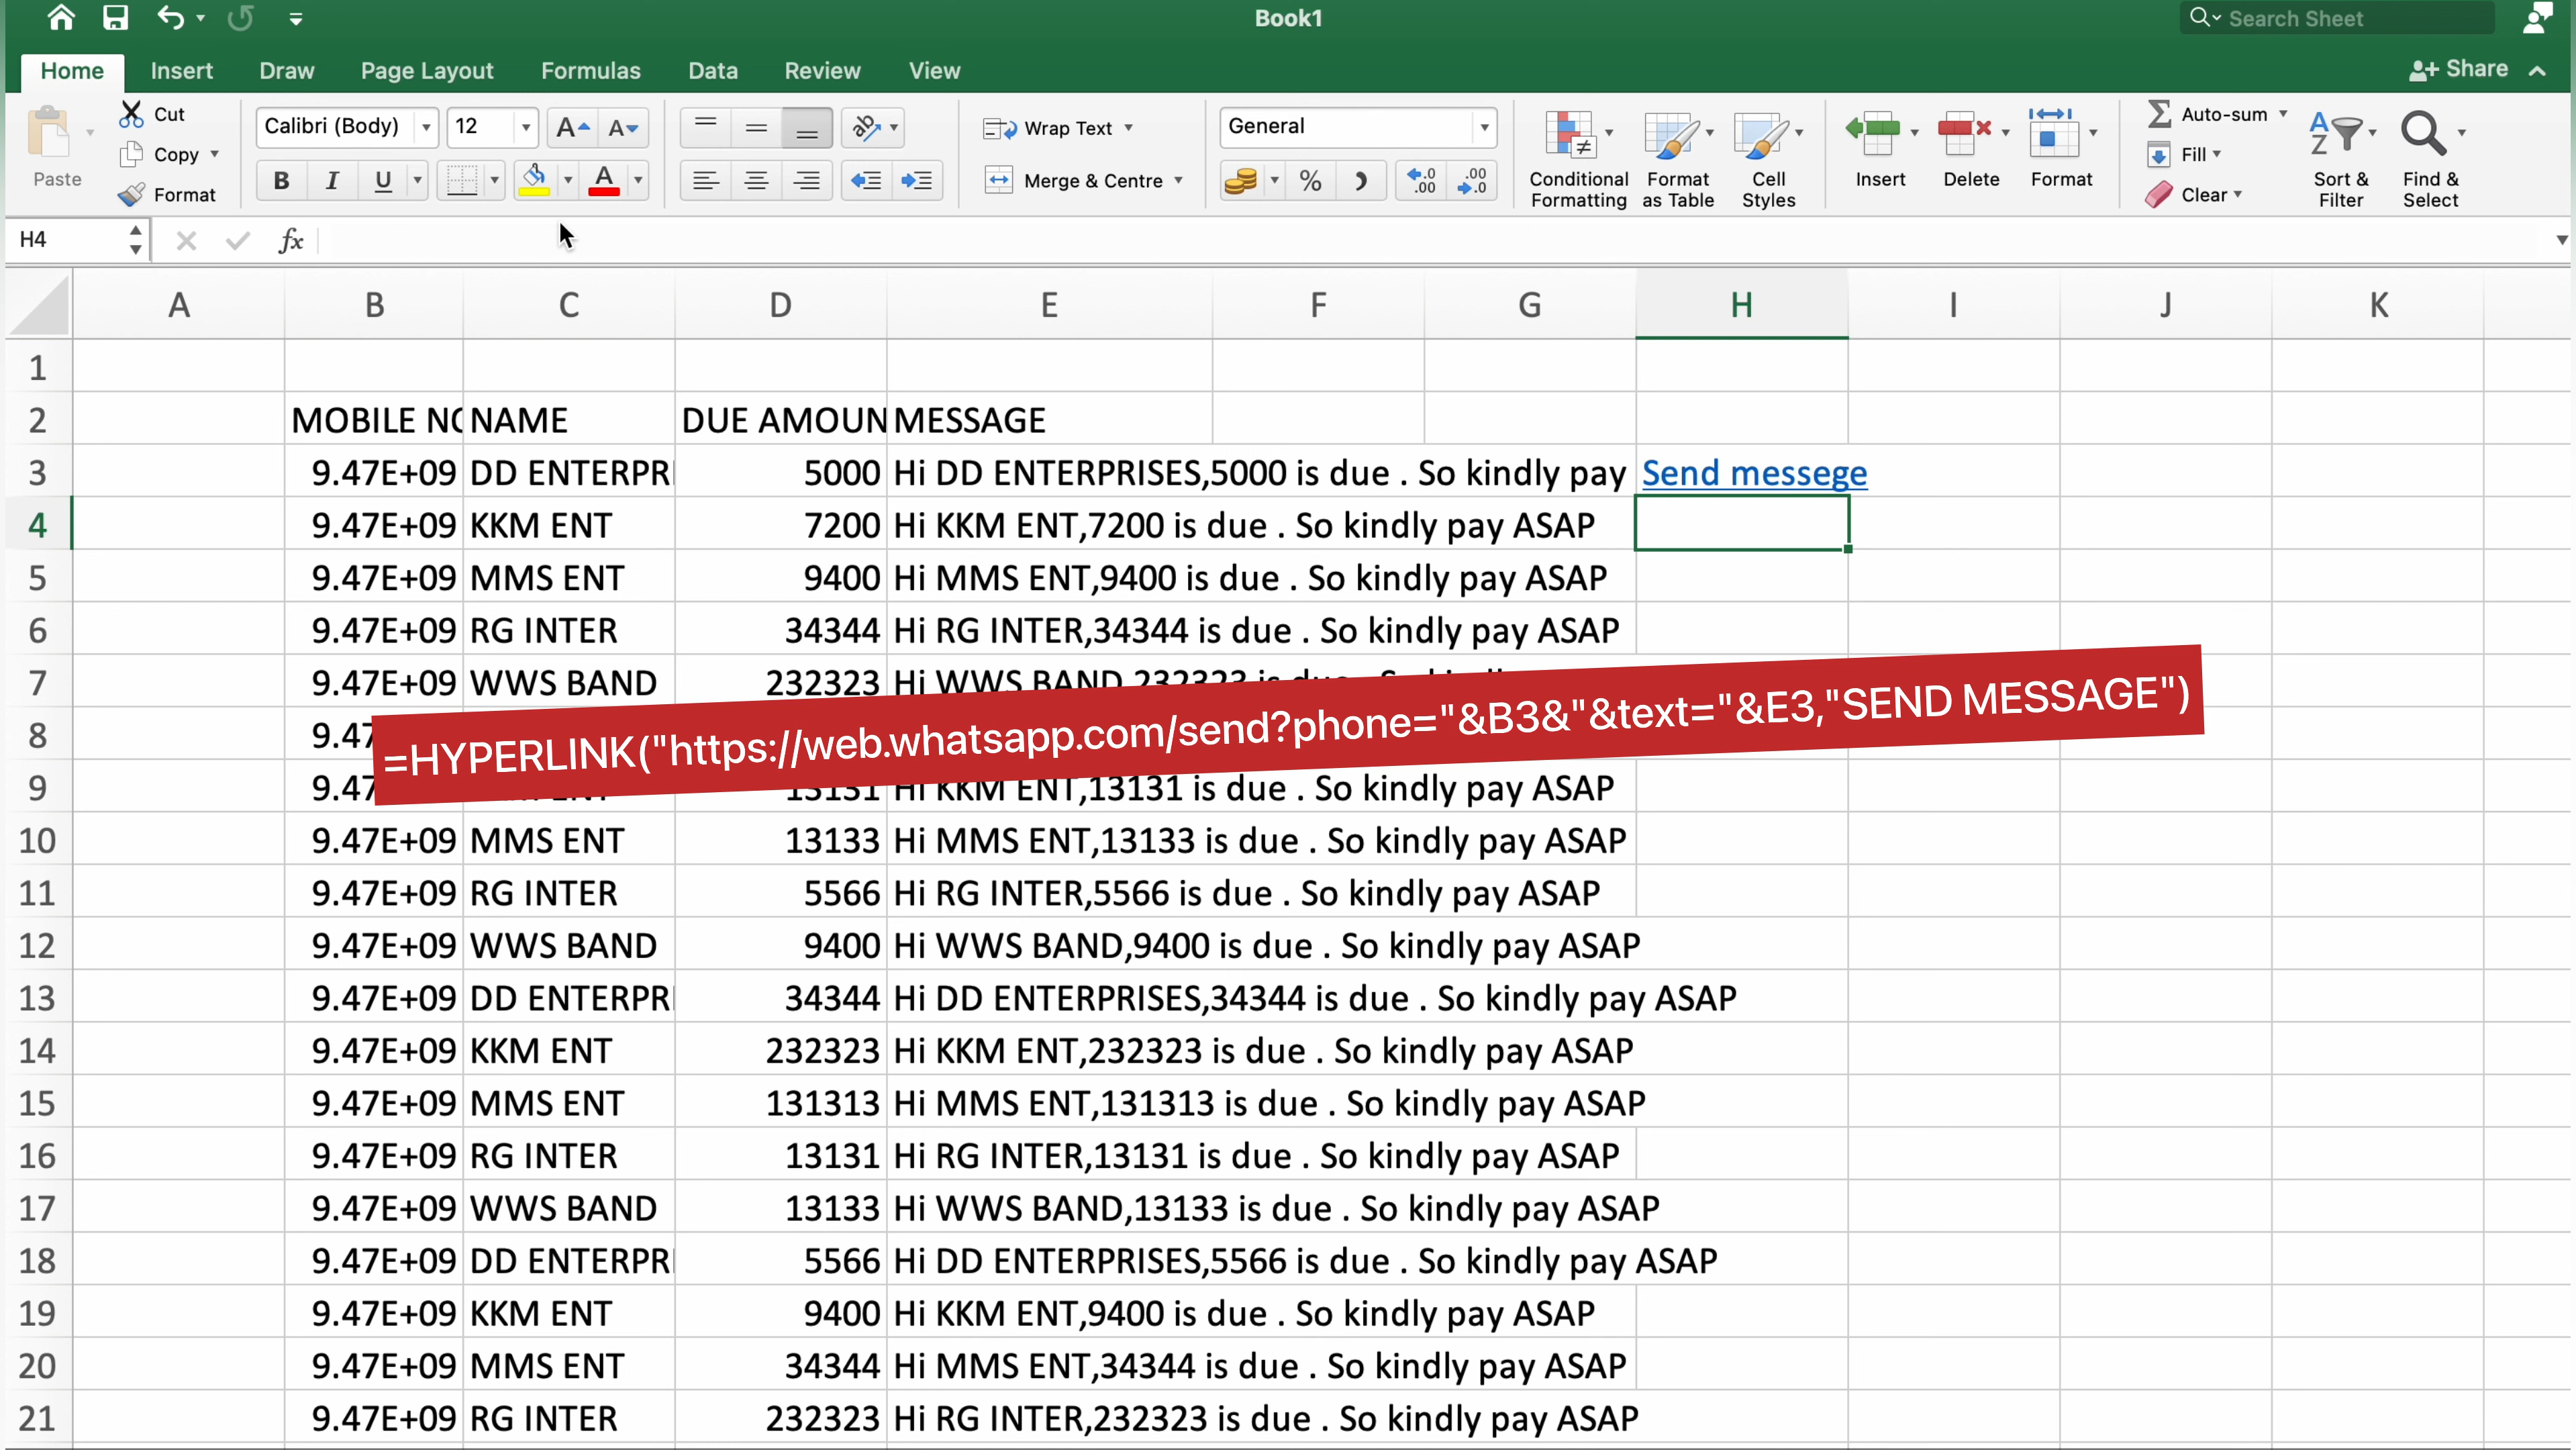 Book1
Search Sheet
Home Insert Draw Page Layout Formulas Data Review View Share
Paste Cut Copy Format
Calibri (Body) 12
Wrap Text
Merge & Centre
General
Conditional Formatting Format as Table Cell Styles
Insert Delete Format
Auto-sum Fill Clear
Sort & Filter Find & Select
H4 fx
A B C D E F G H I J K
1
2 MOBILE NO NAME DUE AMOUN MESSAGE
3 9.47E+09 DD ENTERPRI 5000 Hi DD ENTERPRISES,5000 is due . So kindly pay Send messege
4 9.47E+09 KKM ENT 7200 Hi KKM ENT,7200 is due . So kindly pay ASAP
5 9.47E+09 MMS ENT 9400 Hi MMS ENT,9400 is due . So kindly pay ASAP
6 9.47E+09 RG INTER 34344 Hi RG INTER,34344 is due . So kindly pay ASAP
7 9.47E+09 WWS BAND 232323 Hi WWS BAND,232323 is due
=HYPERLINK("https://web.whatsapp.com/send?phone="&B3&"&text="&E3,"SEND MESSAGE")
8 9.47
9 9.47 13131 Hi KKM ENT,13131 is due . So kindly pay ASAP
10 9.47E+09 MMS ENT 13133 Hi MMS ENT,13133 is due . So kindly pay ASAP
11 9.47E+09 RG INTER 5566 Hi RG INTER,5566 is due . So kindly pay ASAP
12 9.47E+09 WWS BAND 9400 Hi WWS BAND,9400 is due . So kindly pay ASAP
13 9.47E+09 DD ENTERPRI 34344 Hi DD ENTERPRISES,34344 is due . So kindly pay ASAP
14 9.47E+09 KKM ENT 232323 Hi KKM ENT,232323 is due . So kindly pay ASAP
15 9.47E+09 MMS ENT 131313 Hi MMS ENT,131313 is due . So kindly pay ASAP
16 9.47E+09 RG INTER 13131 Hi RG INTER,13131 is due . So kindly pay ASAP
17 9.47E+09 WWS BAND 13133 Hi WWS BAND,13133 is due . So kindly pay ASAP
18 9.47E+09 DD ENTERPRI 5566 Hi DD ENTERPRISES,5566 is due . So kindly pay ASAP
19 9.47E+09 KKM ENT 9400 Hi KKM ENT,9400 is due . So kindly pay ASAP
20 9.47E+09 MMS ENT 34344 Hi MMS ENT,34344 is due . So kindly pay ASAP
21 9.47E+09 RG INTER 232323 Hi RG INTER,232323 is due . So kindly pay ASAP